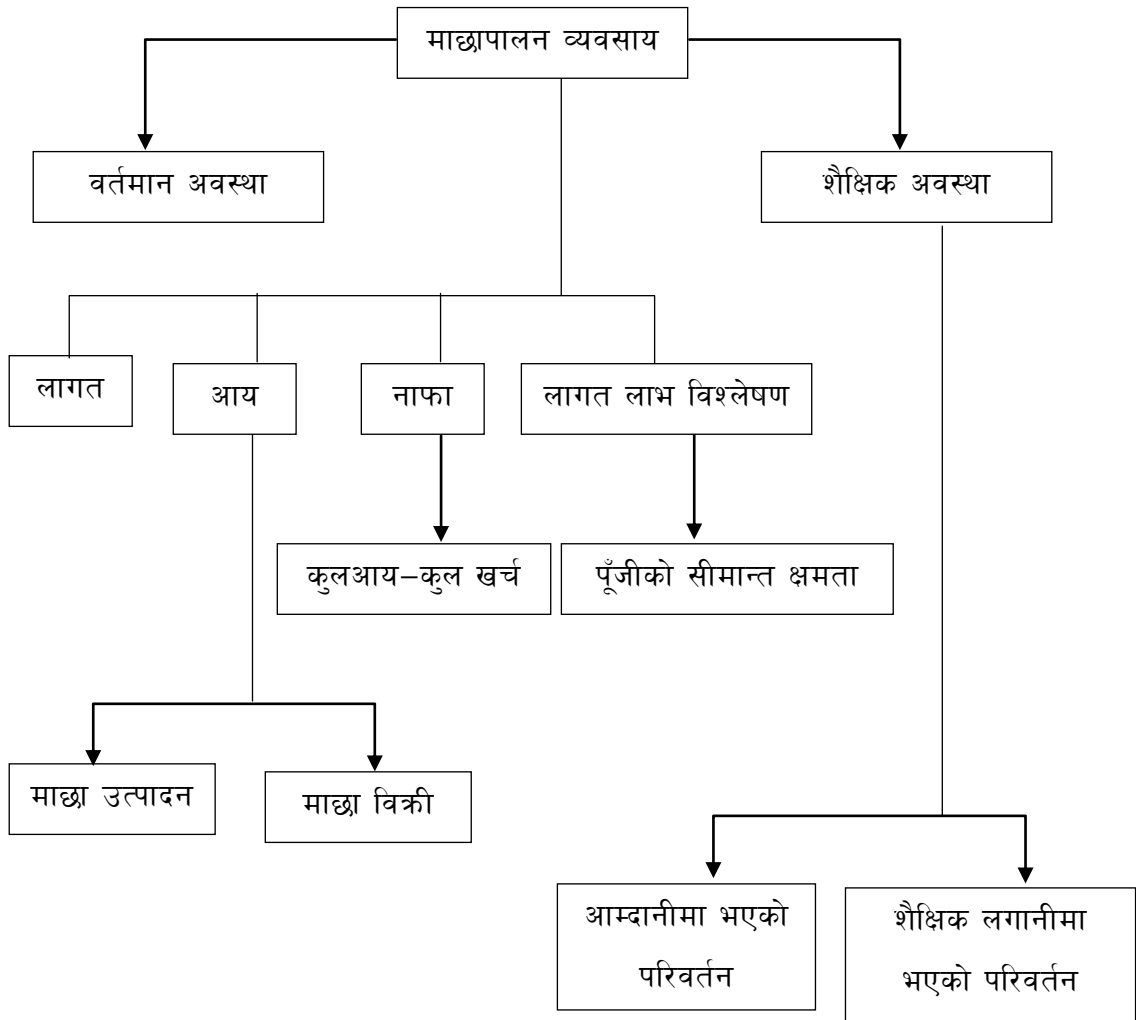 माछापालन व्यवसाय
वर्तमान अवस्था
शैक्षिक अवस्था
लागत
आय
नाफा
लागत लाभ विश्लेषण
कुलआय–कुल खर्च
पूँजीको सीमान्त क्षमता
माछा उत्पादन
माछा विक्री
आम्दानीमा भएको
परिवर्तन
शैक्षिक लगानीमा
भएको परिवर्तन